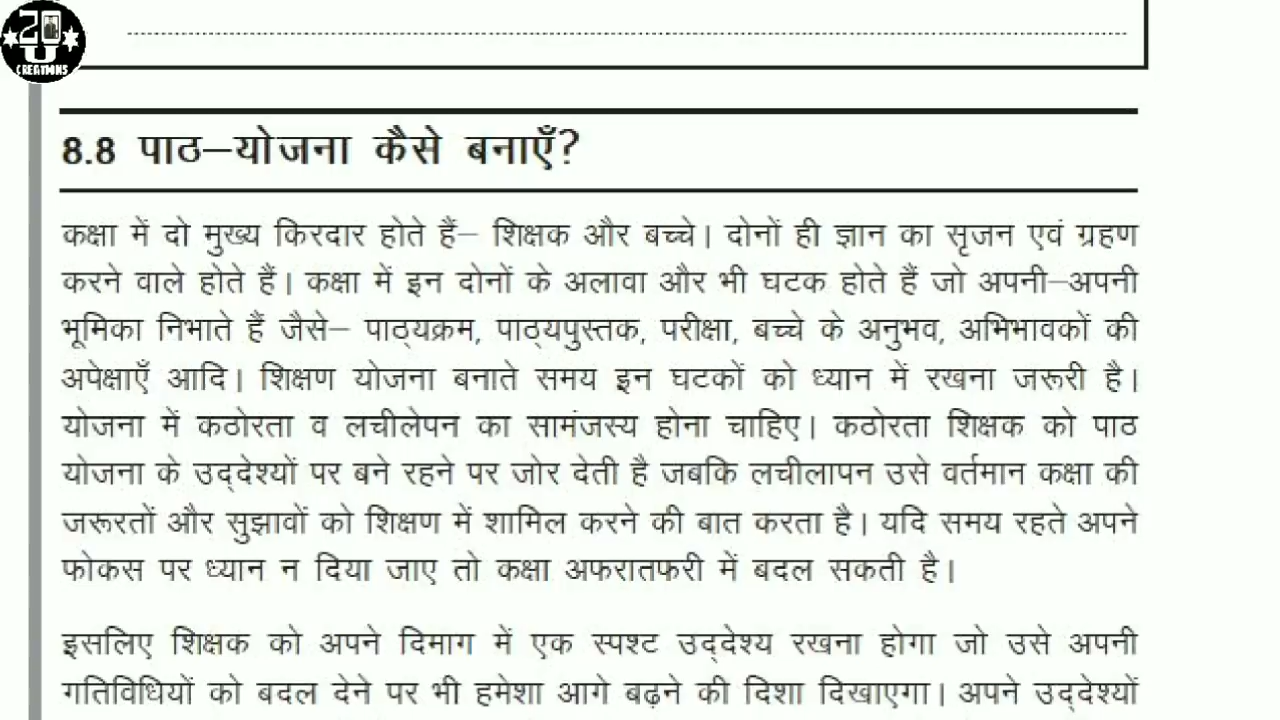 20
U
CREATIONS
8.8 पाठ–योजना कैसे बनाएँ?
कक्षा में दो मुख्य किरदार होते हैं– शिक्षक और बच्चे। दोनों ही ज्ञान का सृजन एवं ग्रहण
करने वाले होते हैं। कक्षा में इन दोनों के अलावा और भी घटक होते हैं जो अपनी–अपनी
भूमिका निभाते हैं जैसे– पाठ्यक्रम, पाठ्यपुस्तक, परीक्षा, बच्चे के अनुभव, अभिभावकों की
अपेक्षाएँ आदि। शिक्षण योजना बनाते समय इन घटकों को ध्यान में रखना जरूरी है।
योजना में कठोरता व लचीलेपन का सामंजस्य होना चाहिए। कठोरता शिक्षक को पाठ
योजना के उद्देश्यों पर बने रहने पर जोर देती है जबकि लचीलापन उसे वर्तमान कक्षा की
जरूरतों और सुझावों को शिक्षण में शामिल करने की बात करता है। यदि समय रहते अपने
फोकस पर ध्यान न दिया जाए तो कक्षा अफरातफरी में बदल सकती है।
इसलिए शिक्षक को अपने दिमाग में एक स्पश्ट उद्देश्य रखना होगा जो उसे अपनी
गतिविधियों को बदल देने पर भी हमेशा आगे बढ़ने की दिशा दिखाएगा। अपने उद्देश्यों